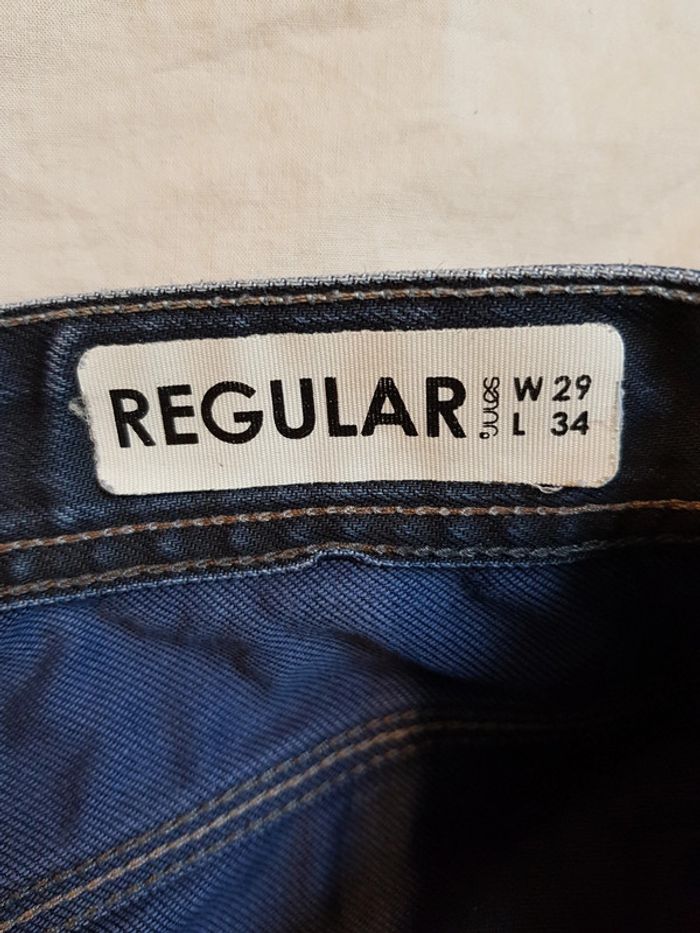 REGULAR
jules
W 29
L 34